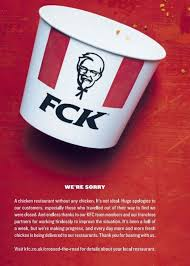 FCK
WE'RE SORRY
A chicken restaurant without any chicken. It's not ideal. Huge apologies to
our customers, especially those who travelled out of their way to find we
were closed. And endless thanks to our KFC team members and our franchise
partners for working tirelessly to improve the situation. It's been a hell of
a week, but we're making progress, and every day more and more fresh
chicken is being delivered to our restaurants. Thank you for bearing with us.
Visit kfc.co.uk/crossed-the-road for details about your local restaurant.